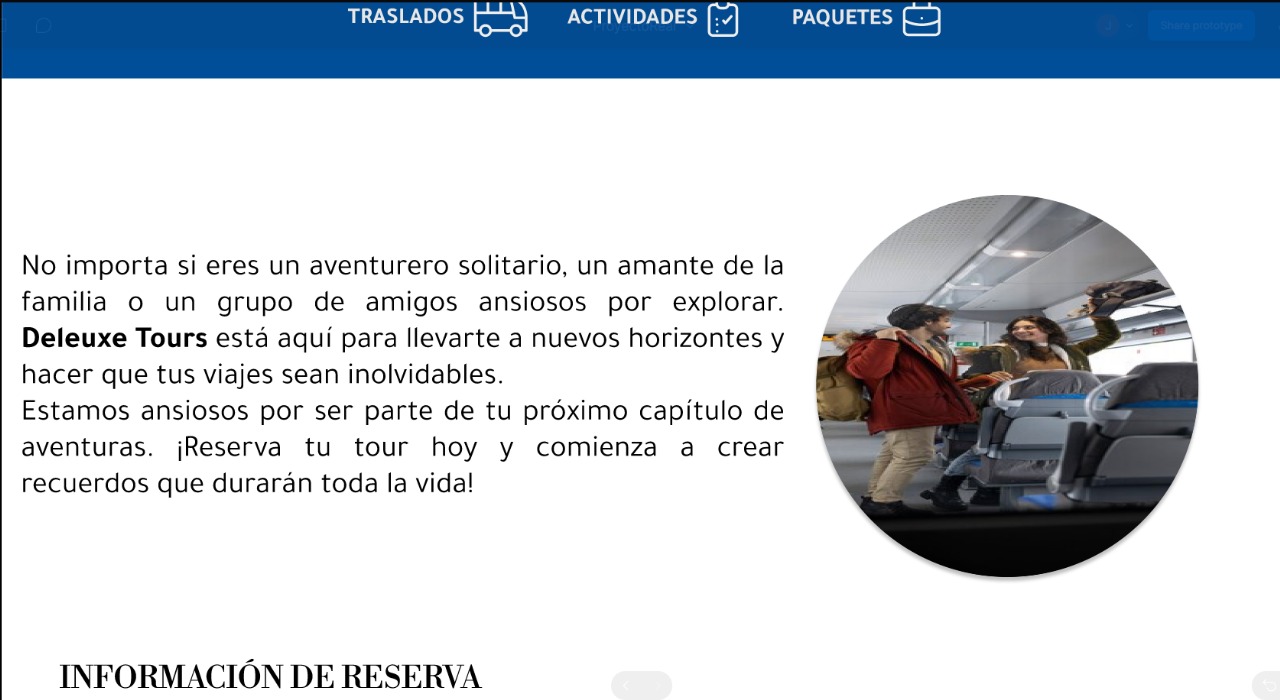 TRASLADOS
ACTIVIDADES
PAQUETES
Share prototype
No importa si eres un aventurero solitario, un amante de la
familia o un grupo de amigos ansiosos por explorar.
Deleuxe Tours está aquí para llevarte a nuevos horizontes y
hacer que tus viajes sean inolvidables.
Estamos ansiosos por ser parte de tu próximo capítulo de
aventuras. ¡Reserva tu tour hoy y comienza a crear
recuerdos que durarán toda la vida!
INFORMACIÓN DE RESERVA